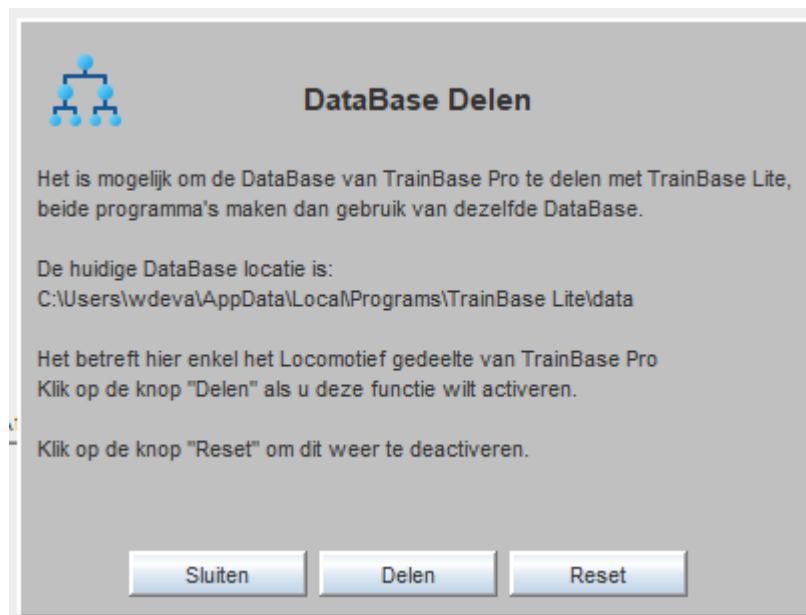 DataBase Delen
Het is mogelijk om de DataBase van TrainBase Pro te delen met TrainBase Lite,
beide programma's maken dan gebruik van dezelfde DataBase.
De huidige DataBase locatie is:
C:\Users\wdeva\AppData\Local\Programs\TrainBase Lite\data
Het betreft hier enkel het Locomotief gedeelte van TrainBase Pro
Klik op de knop "Delen" als u deze functie wilt activeren.
Klik op de knop "Reset" om dit weer te deactiveren.
Sluiten
Delen
Reset